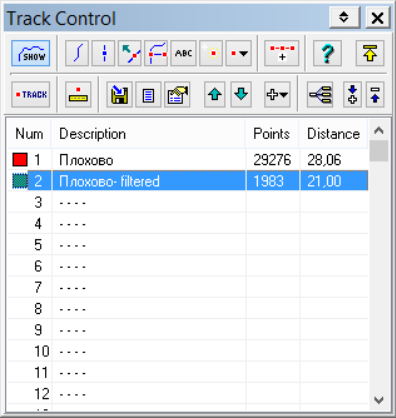 Track Control
SHOW ABC ?
TRACK
Num Description Points Distance
1 Плохово 29276 28,06
2 Плохово- filtered 1983 21,00
3 - - - -
4 - - - -
5 - - - -
6 - - - -
7 - - - -
8 - - - -
9 - - - -
10 - - - -
11 - - - -
12 - - - -